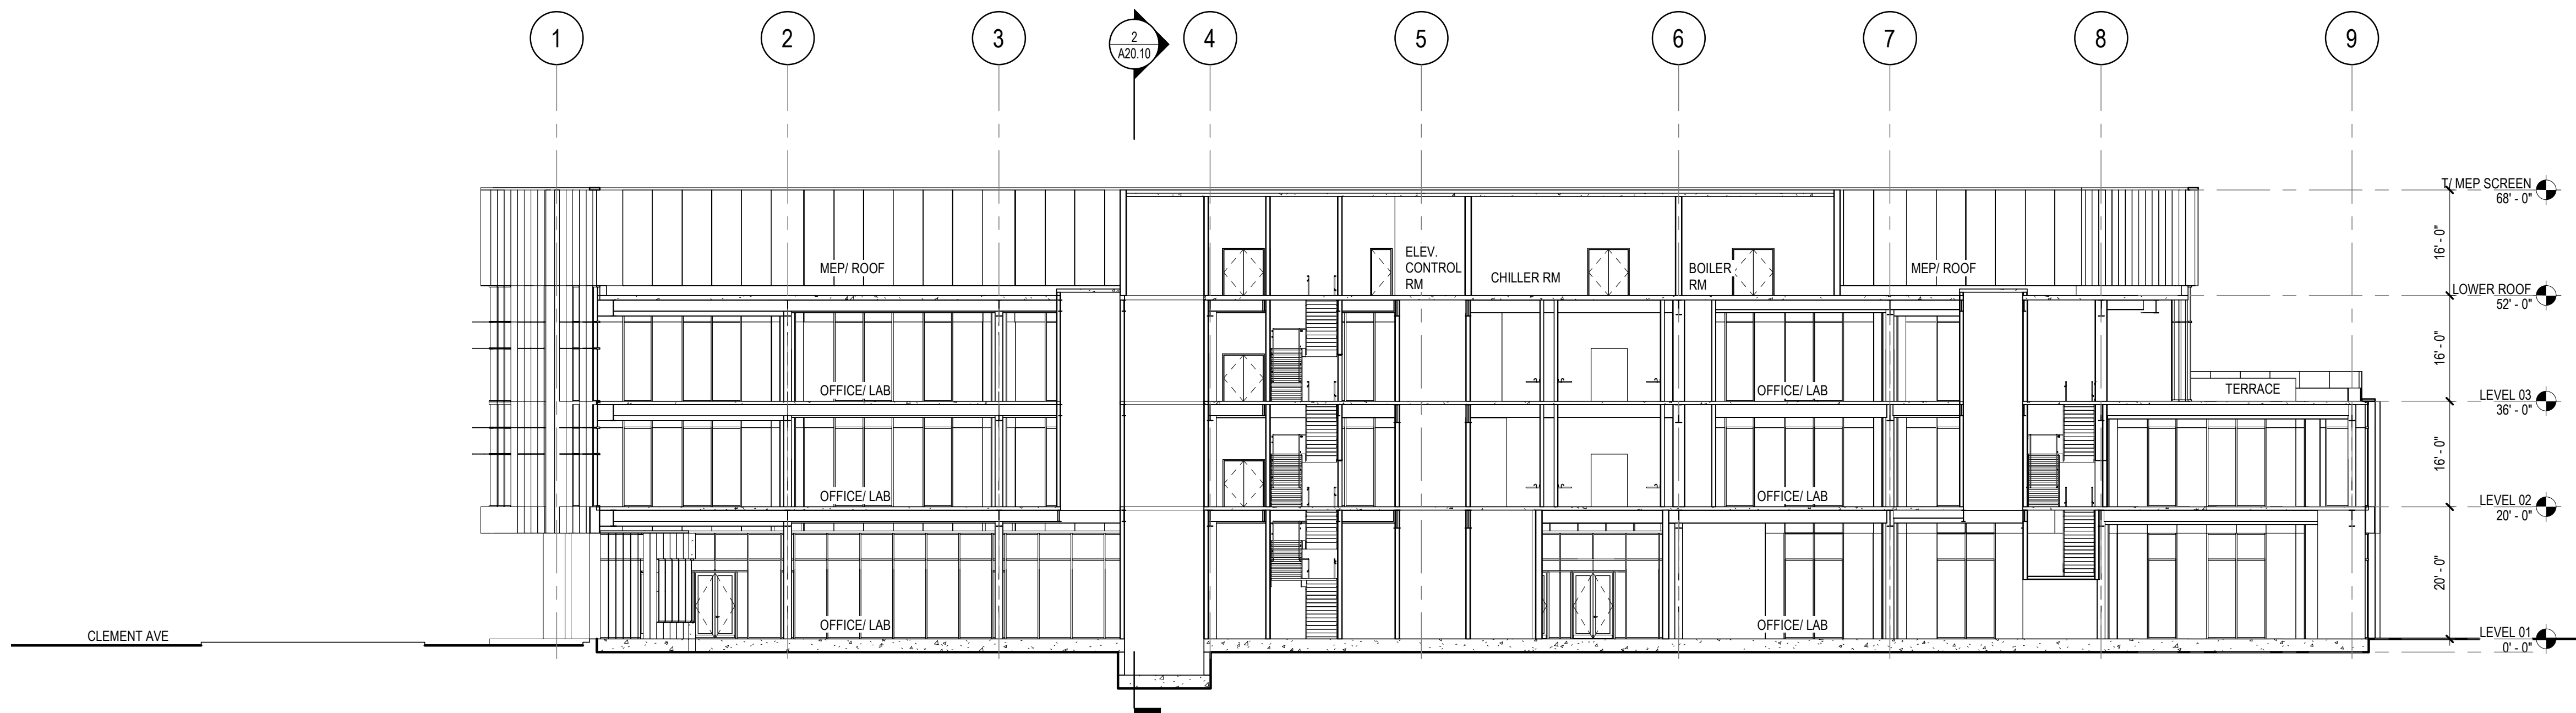 1
2
3
2
A20.10
4
5
6
7
8
9
T/ MEP SCREEN
68' - 0"
16' - 0"
MEP/ ROOF
ELEV.
CONTROL
RM
CHILLER RM
BOILER
RM
MEP/ ROOF
LOWER ROOF
52' - 0"
16' - 0"
OFFICE/ LAB
OFFICE/ LAB
TERRACE
LEVEL 03
36' - 0"
16' - 0"
OFFICE/ LAB
OFFICE/ LAB
LEVEL 02
20' - 0"
20' - 0"
OFFICE/ LAB
OFFICE/ LAB
CLEMENT AVE
LEVEL 01
0' - 0"